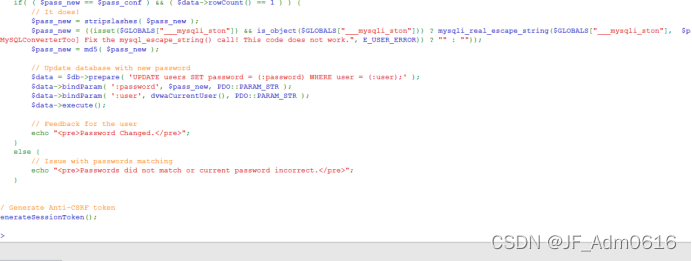 if( ( $pass_new == $pass_conf ) && ( $data->rowCount() == 1 ) ) {
// It does!
$pass_new = stripslashes( $pass_new );
$pass_new = ((isset($GLOBALS["___mysqli_ston"]) && is_object($GLOBALS["___mysqli_ston"])) ? mysqli_real_escape_string($GLOBALS["___mysqli_ston"], $p
MySQLConverterToo] Fix the mysql_escape_string() call! This code does not work.", E_USER_ERROR)) ? "" : ""));
$pass_new = md5( $pass_new );
// Update database with new password
$data = $db->prepare( 'UPDATE users SET password = (:password) WHERE user = (:user);' );
$data->bindParam( ':password', $pass_new, PDO::PARAM_STR );
$data->bindParam( ':user', dvwaCurrentUser(), PDO::PARAM_STR );
$data->execute();
// Feedback for the user
echo "<pre>Password Changed.</pre>";
}
else {
// Issue with passwords matching
echo "<pre>Passwords did not match or current password incorrect.</pre>";
}
/ Generate Anti-CSRF token
enerateSessionToken();
>
CSDN @JF_Adm0616